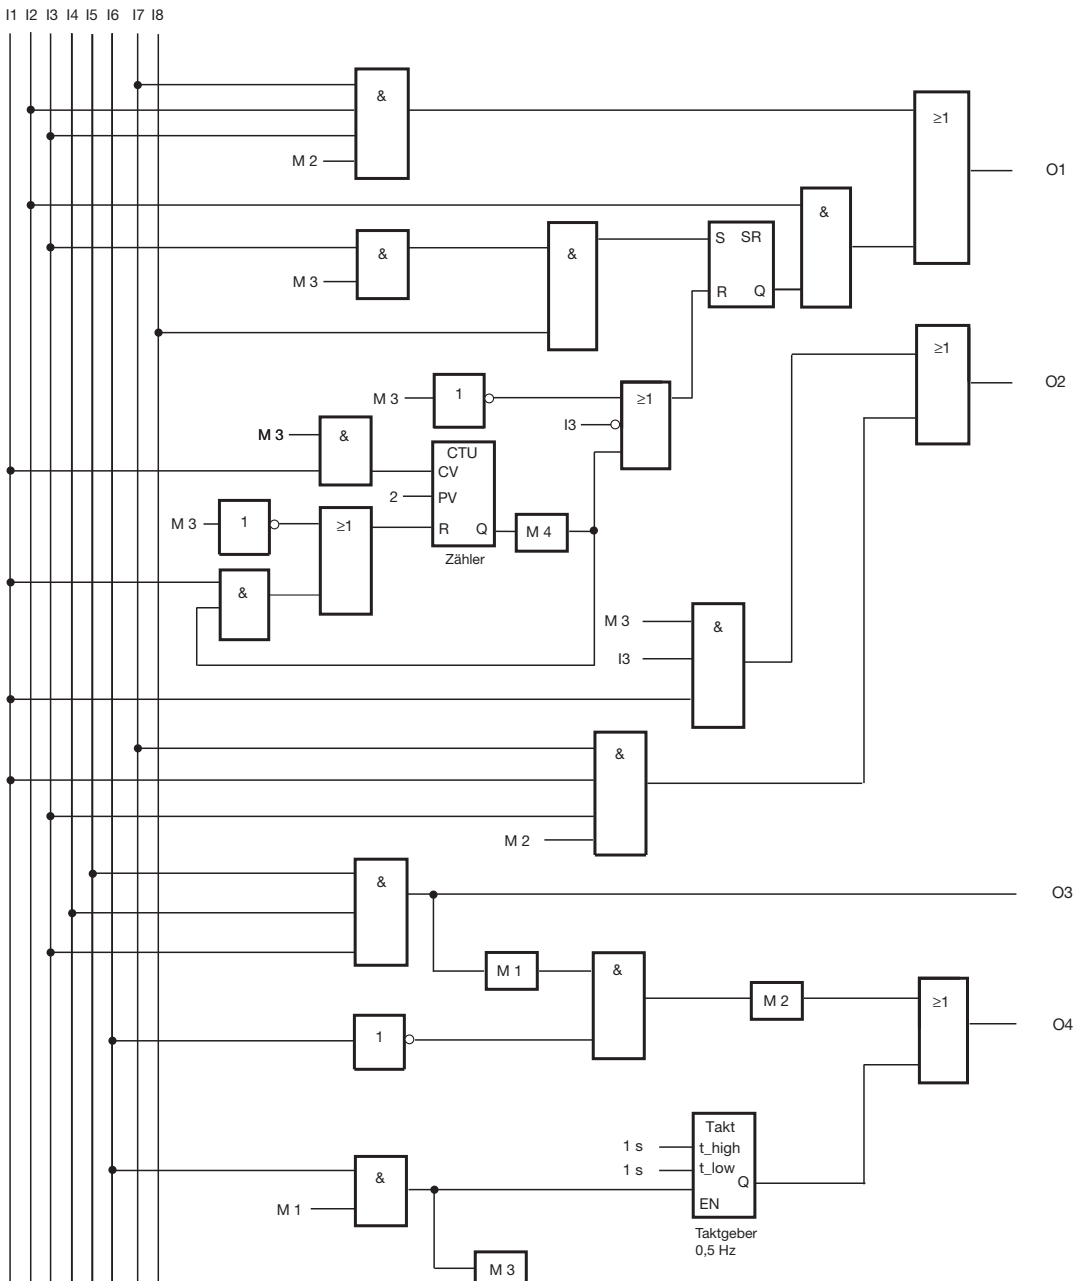 I1 I2 I3 I4 I5 I6 I7 I8
&
≥1
M 2
O1
&
S SR
&
&
M 3
R Q
≥1
O2
M 3
1
≥1
I3
M 3
&
CTU
CV
2
PV
M 3
1
≥1
R Q
M 4
Zähler
&
M 3
&
I3
&
M 2
&
O3
M 1
&
M 2
≥1
1
O4
Takt
1 s
t_high
1 s
t_low
&
Q
M 1
EN
Taktgeber
0,5 Hz
M 3